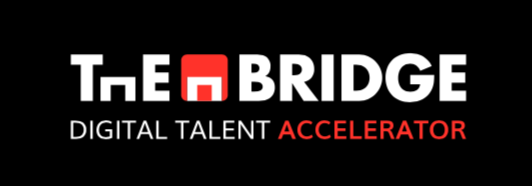 THE BRIDGE
DIGITAL TALENT ACCELERATOR